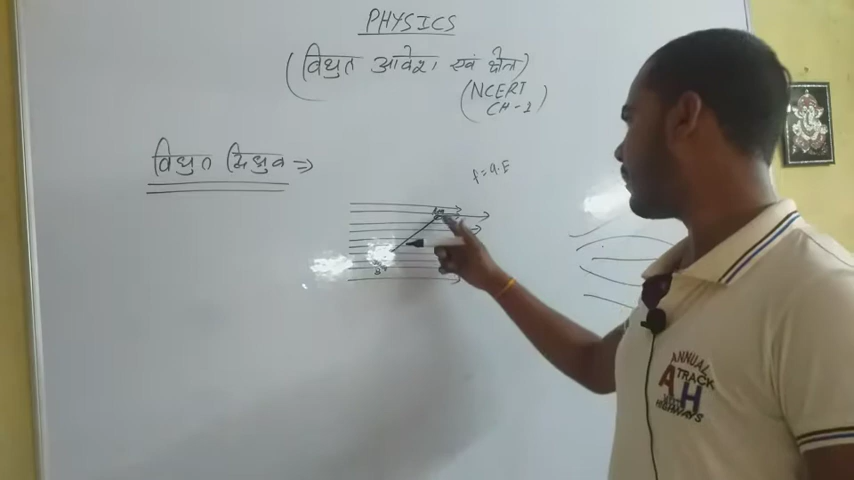 PHYSICS
(विधुत आवेश एवं क्षेत्र)
(NCERT
CH-1)
विधुत द्विध्रुव ⇒
f=q.E
ANNUAL
TRACK
HIGHWAYS
AH